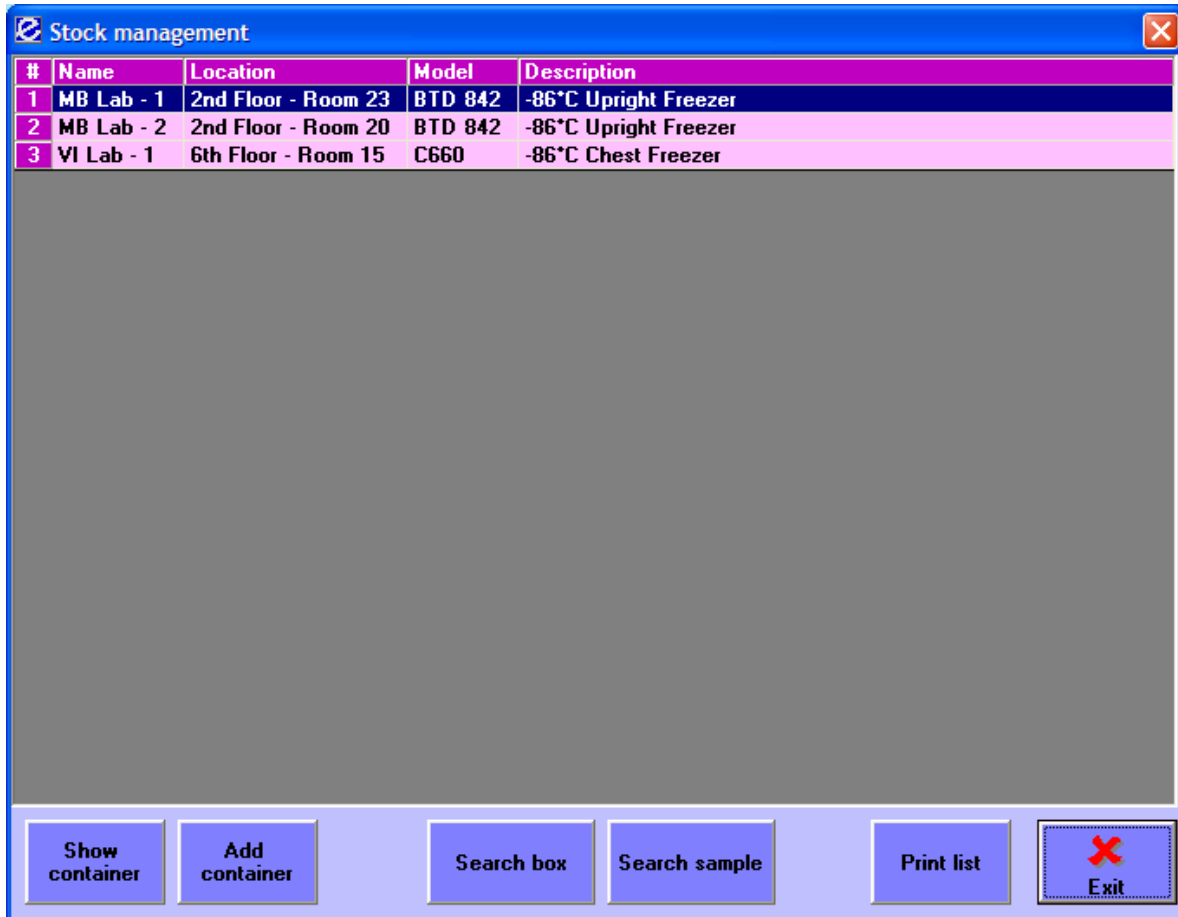 Stock management
# Name Location Model Description
1 MB Lab - 1 2nd Floor - Room 23 BTD 842 -86°C Upright Freezer
2 MB Lab - 2 2nd Floor - Room 20 BTD 842 -86°C Upright Freezer
3 VI Lab - 1 6th Floor - Room 15 C660 -86°C Chest Freezer
Show container
Add container
Search box
Search sample
Print list
Exit